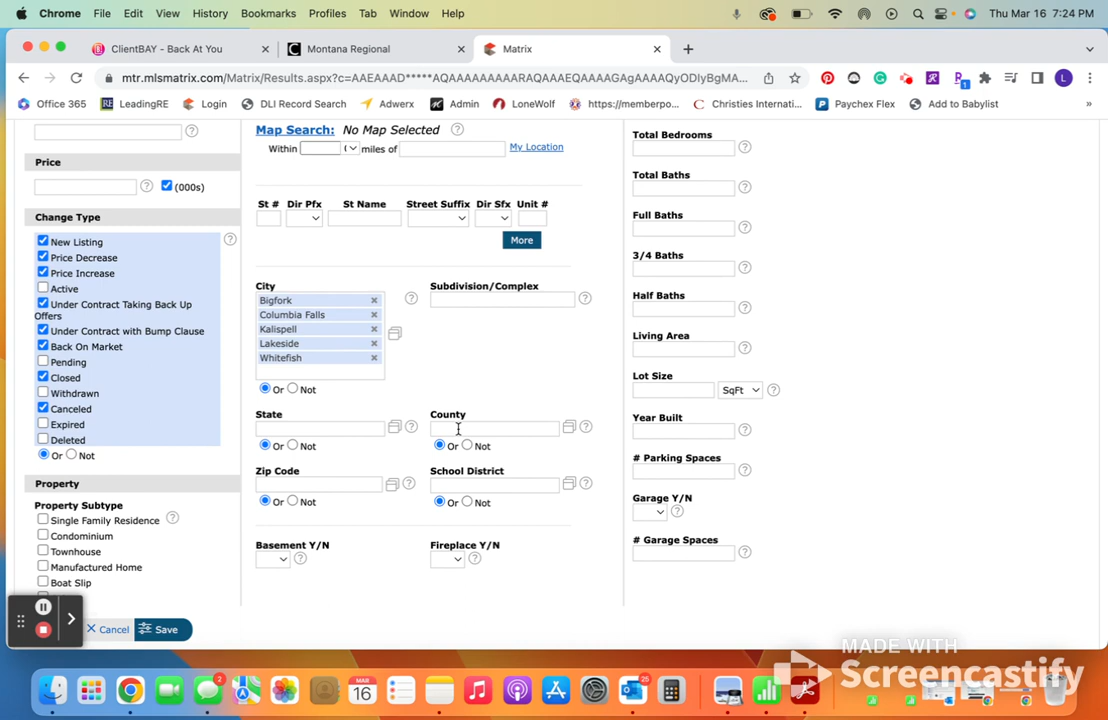 Chrome File Edit View History Bookmarks Profiles Tab Window Help Thu Mar 16 7:24 PM
ClientBAY - Back At You Montana Regional Matrix
mtr.mlsmatrix.com/Matrix/Results.aspx?c=AAEAAAD*****AQAAAAAAAAARAQAAAEQAAAAGAgAAAAQyODIyBgMAA... L
Office 365 LeadingRE Login DLI Record Search Adwerx Admin LoneWolf https://memberpo... Christies Internati... Paychex Flex Add to Babylist »
Map Search: No Map Selected
Within miles of My Location
Price
(000s)
Change Type
New Listing
Price Decrease
Price Increase
Active
Under Contract Taking Back Up
Offers
Under Contract with Bump Clause
Back On Market
Pending
Closed
Withdrawn
Canceled
Expired
Deleted
Or Not
Property
Property Subtype
Single Family Residence
Condominium
Townhouse
Manufactured Home
Boat Slip
Cancel Save
St # Dir Pfx St Name Street Suffix Dir Sfx Unit #
More
City Subdivision/Complex
Bigfork
Columbia Falls
Kalispell
Lakeside
Whitefish
Or Not
State County
Or Not Or Not
Zip Code School District
Or Not Or Not
Basement Y/N Fireplace Y/N
Total Bedrooms
Total Baths
Full Baths
3/4 Baths
Half Baths
Living Area
Lot Size
SqFt
Year Built
# Parking Spaces
Garage Y/N
# Garage Spaces
MADE WITH
Screencastify
MAR
16
2
25